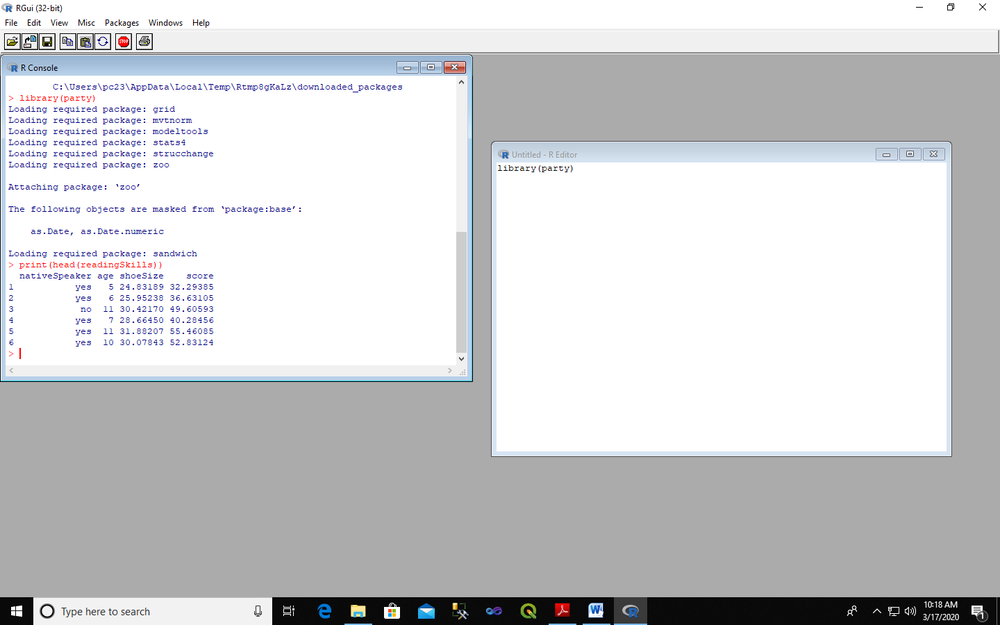 RGui (32-bit)
File Edit View Misc Packages Windows Help
STOP
R Console
C:\Users\pc23\AppData\Local\Temp\Rtmp8gKaLz\downloaded_packages
> library(party)
Loading required package: grid
Loading required package: mvtnorm
Loading required package: modeltools
Loading required package: stats4
Loading required package: strucchange
Loading required package: zoo
Attaching package: ‘zoo’
The following objects are masked from ‘package:base’:
as.Date, as.Date.numeric
Loading required package: sandwich
> print(head(readingSkills))
nativeSpeaker age shoeSize score
1 yes 5 24.83189 32.29385
2 yes 6 25.95238 36.63105
3 no 11 30.42170 49.60593
4 yes 7 28.66450 40.28456
5 yes 11 31.88207 55.46085
6 yes 10 30.07843 52.83124
>
Untitled - R Editor
library(party)
Type here to search
10:18 AM
3/17/2020
1